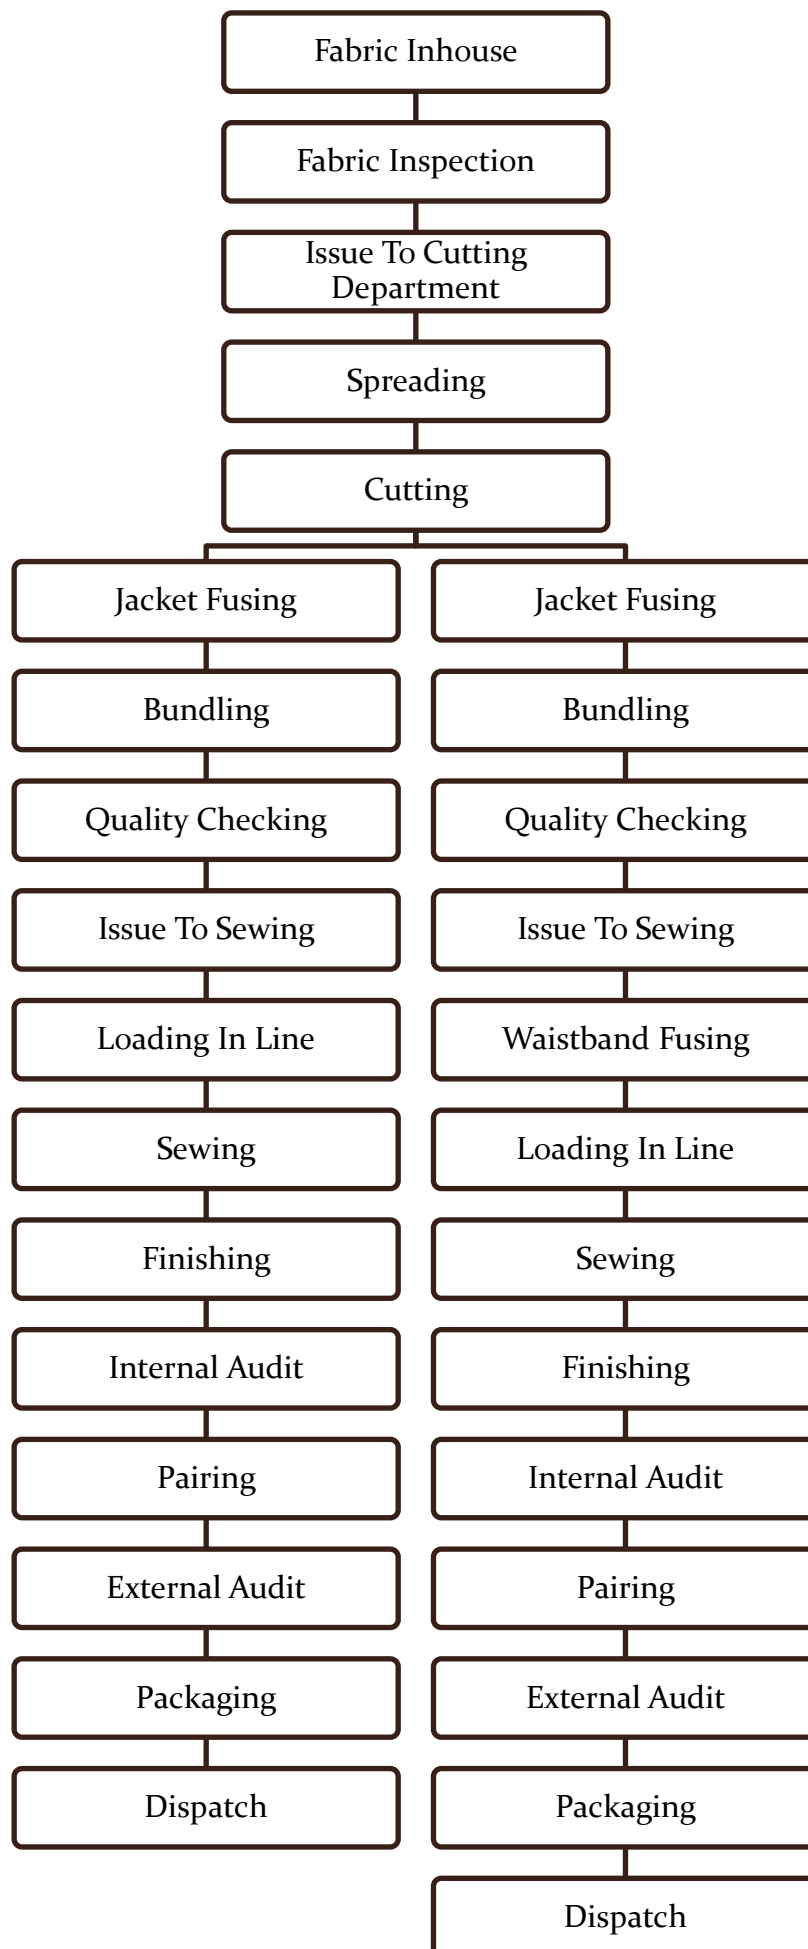 Fabric Inhouse
Fabric Inspection
Issue To Cutting
Department
Spreading
Cutting
Jacket Fusing
Bundling
Quality Checking
Issue To Sewing
Loading In Line
Sewing
Finishing
Internal Audit
Pairing
External Audit
Packaging
Dispatch
Jacket Fusing
Bundling
Quality Checking
Issue To Sewing
Waistband Fusing
Loading In Line
Sewing
Finishing
Internal Audit
Pairing
External Audit
Packaging
Dispatch